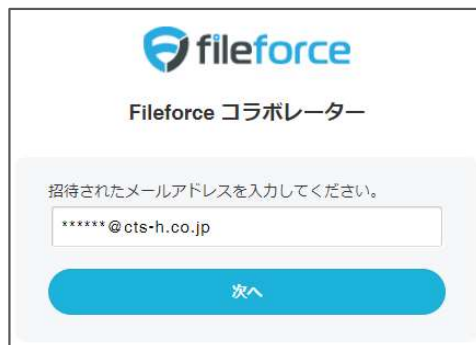 fileforce
Fileforce コラボレーター
招待されたメールアドレスを入力してください。
******@cts-h.co.jp
次へ